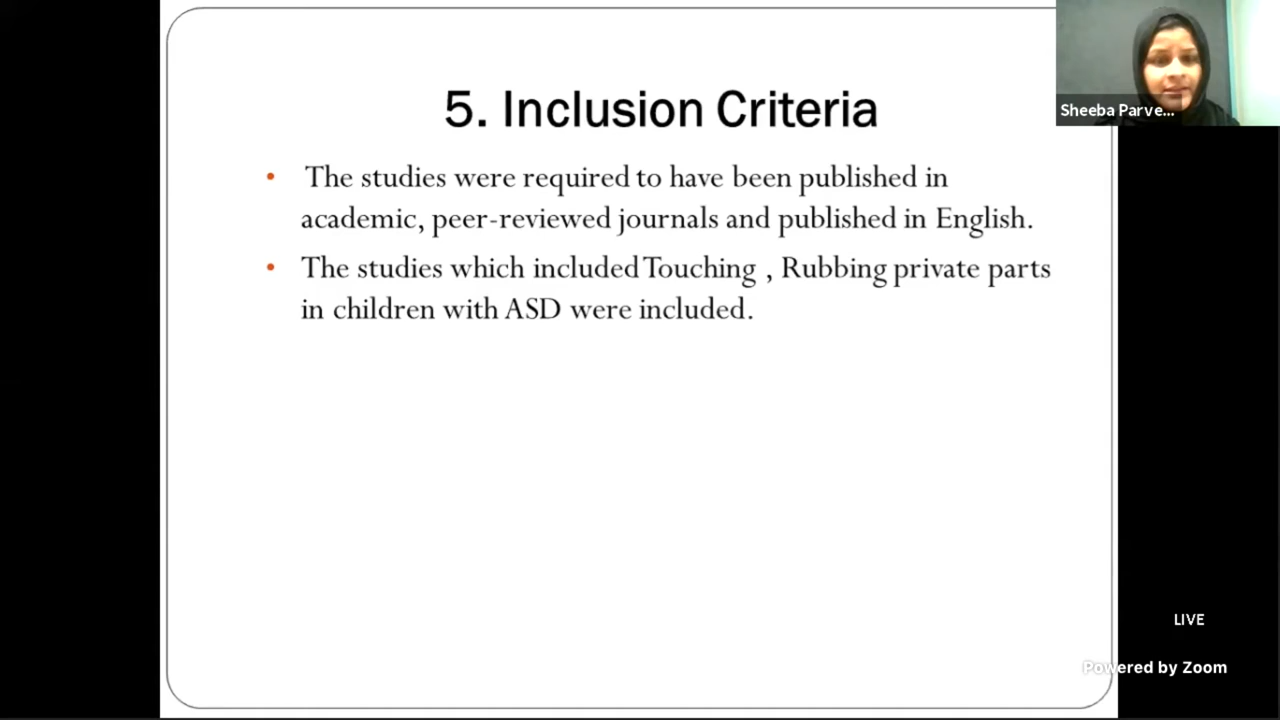 5. Inclusion Criteria
• The studies were required to have been published in
academic, peer-reviewed journals and published in English.
• The studies which included Touching , Rubbing private parts
in children with ASD were included.
Sheeba Parve...
LIVE
Powered by Zoom